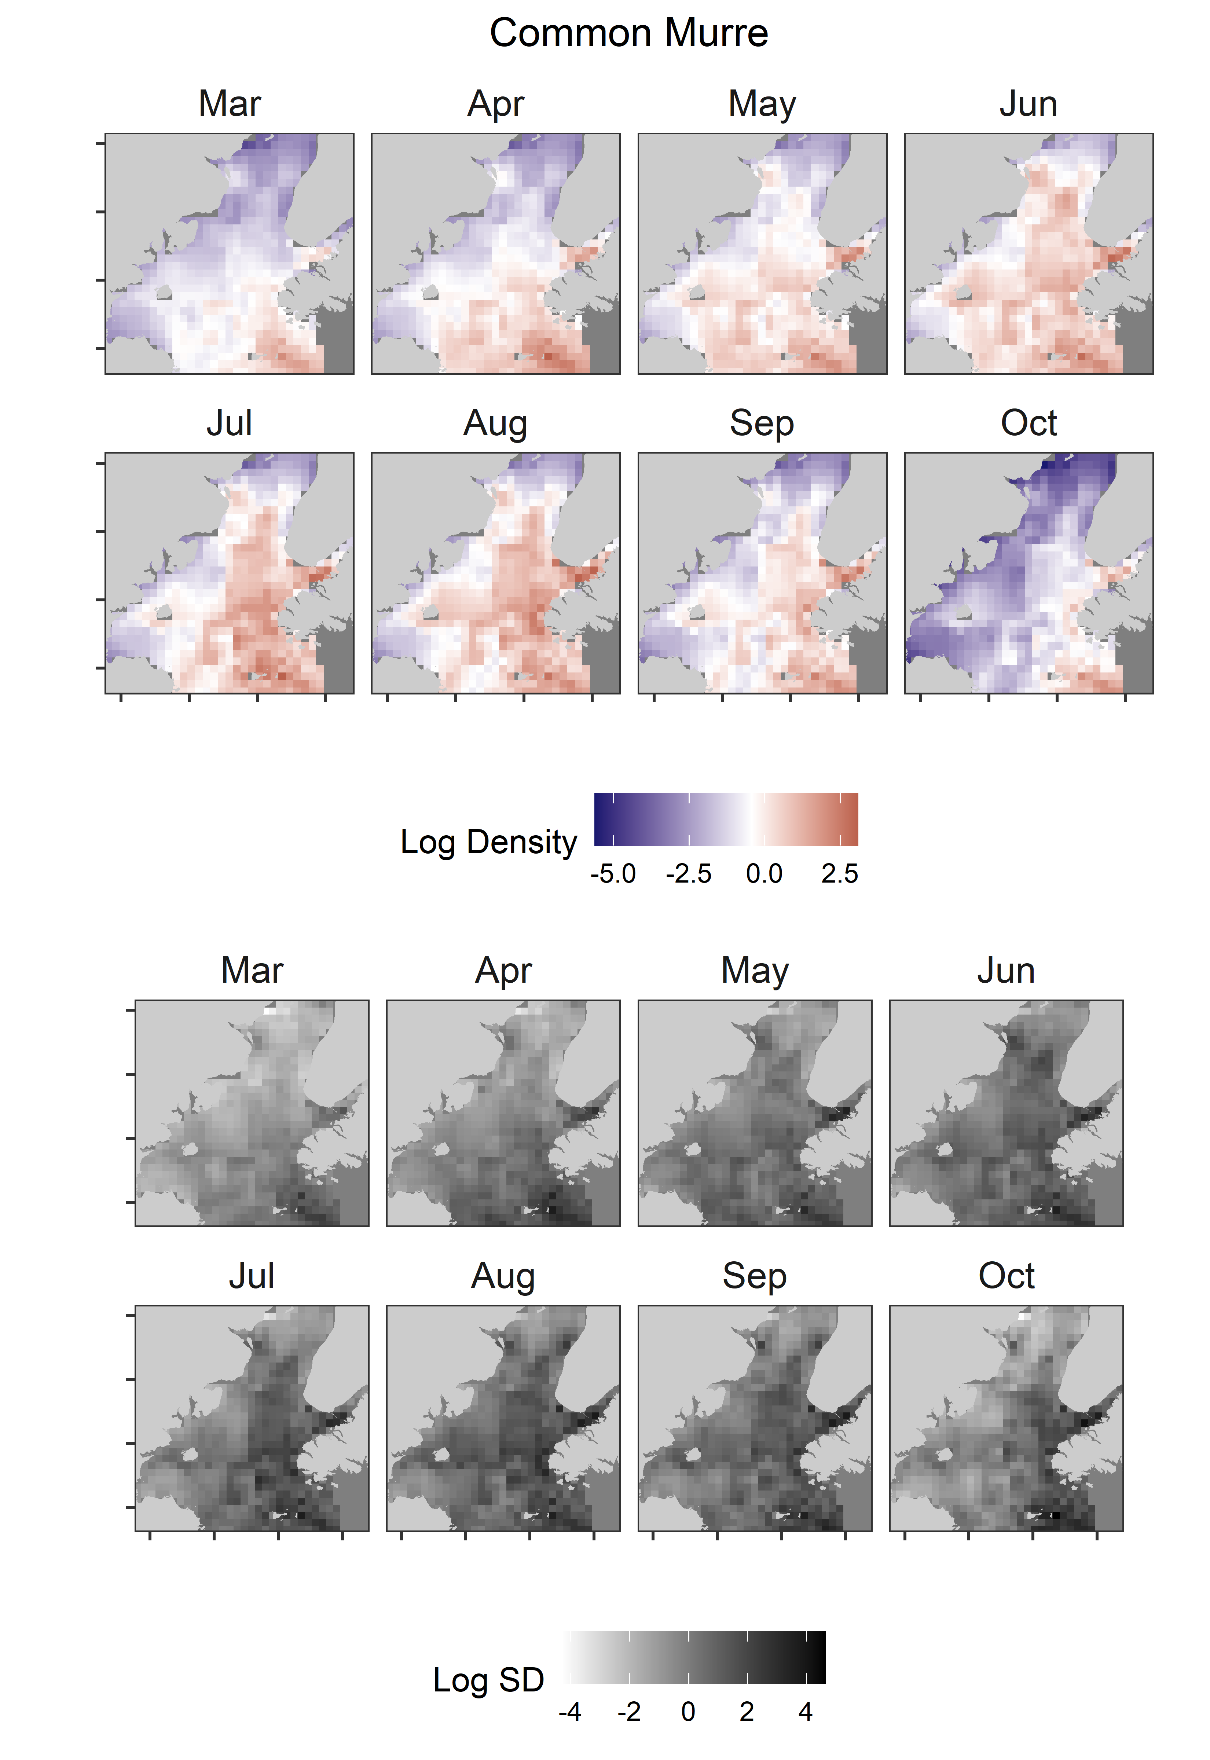 Common Murre
Mar Apr May Jun
Jul Aug Sep Oct
Log Density
-5.0 -2.5 0.0 2.5
Mar Apr May Jun
Jul Aug Sep Oct
Log SD
-4 -2 0 2 4